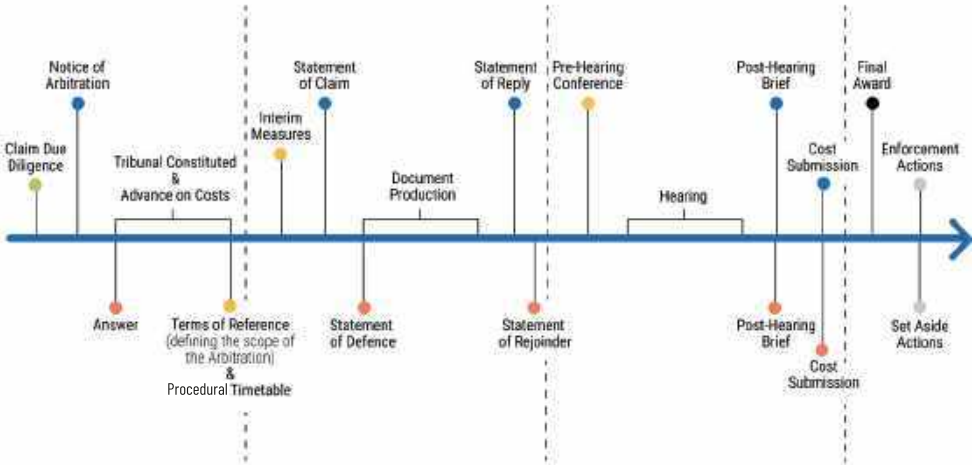 Notice of
Arbitration
Statement
of Claim
Statement
of Reply
Pre-Hearing
Conference
Post-Hearing
Brief
Final
Award
Interim
Measures
Claim Due
Diligence
Tribunal Constituted
&
Advance on Costs
Document
Production
Hearing
Cost
Submission
Enforcement
Actions
Answer
Terms of Reference
(defining the scope of
the Arbitration)
&
Procedural Timetable
Statement
of Defence
Statement
of Rejoinder
Post-Hearing
Brief
Cost
Submission
Set Aside
Actions